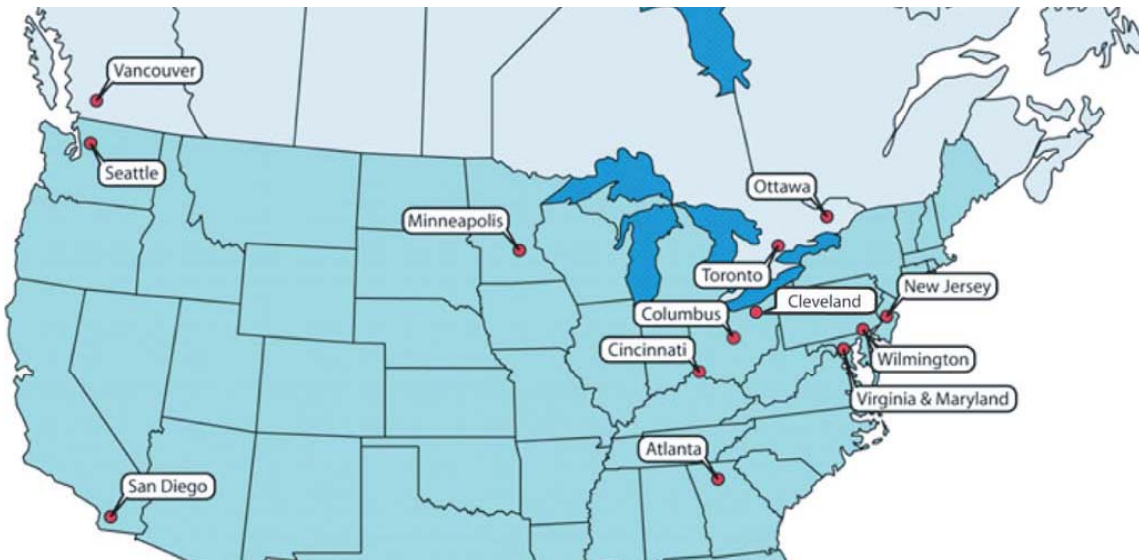 Vancouver
Seattle
Ottawa
Minneapolis
Toronto
New Jersey
Cleveland
Columbus
Cincinnati
Wilmington
Virginia & Maryland
Atlanta
San Diego